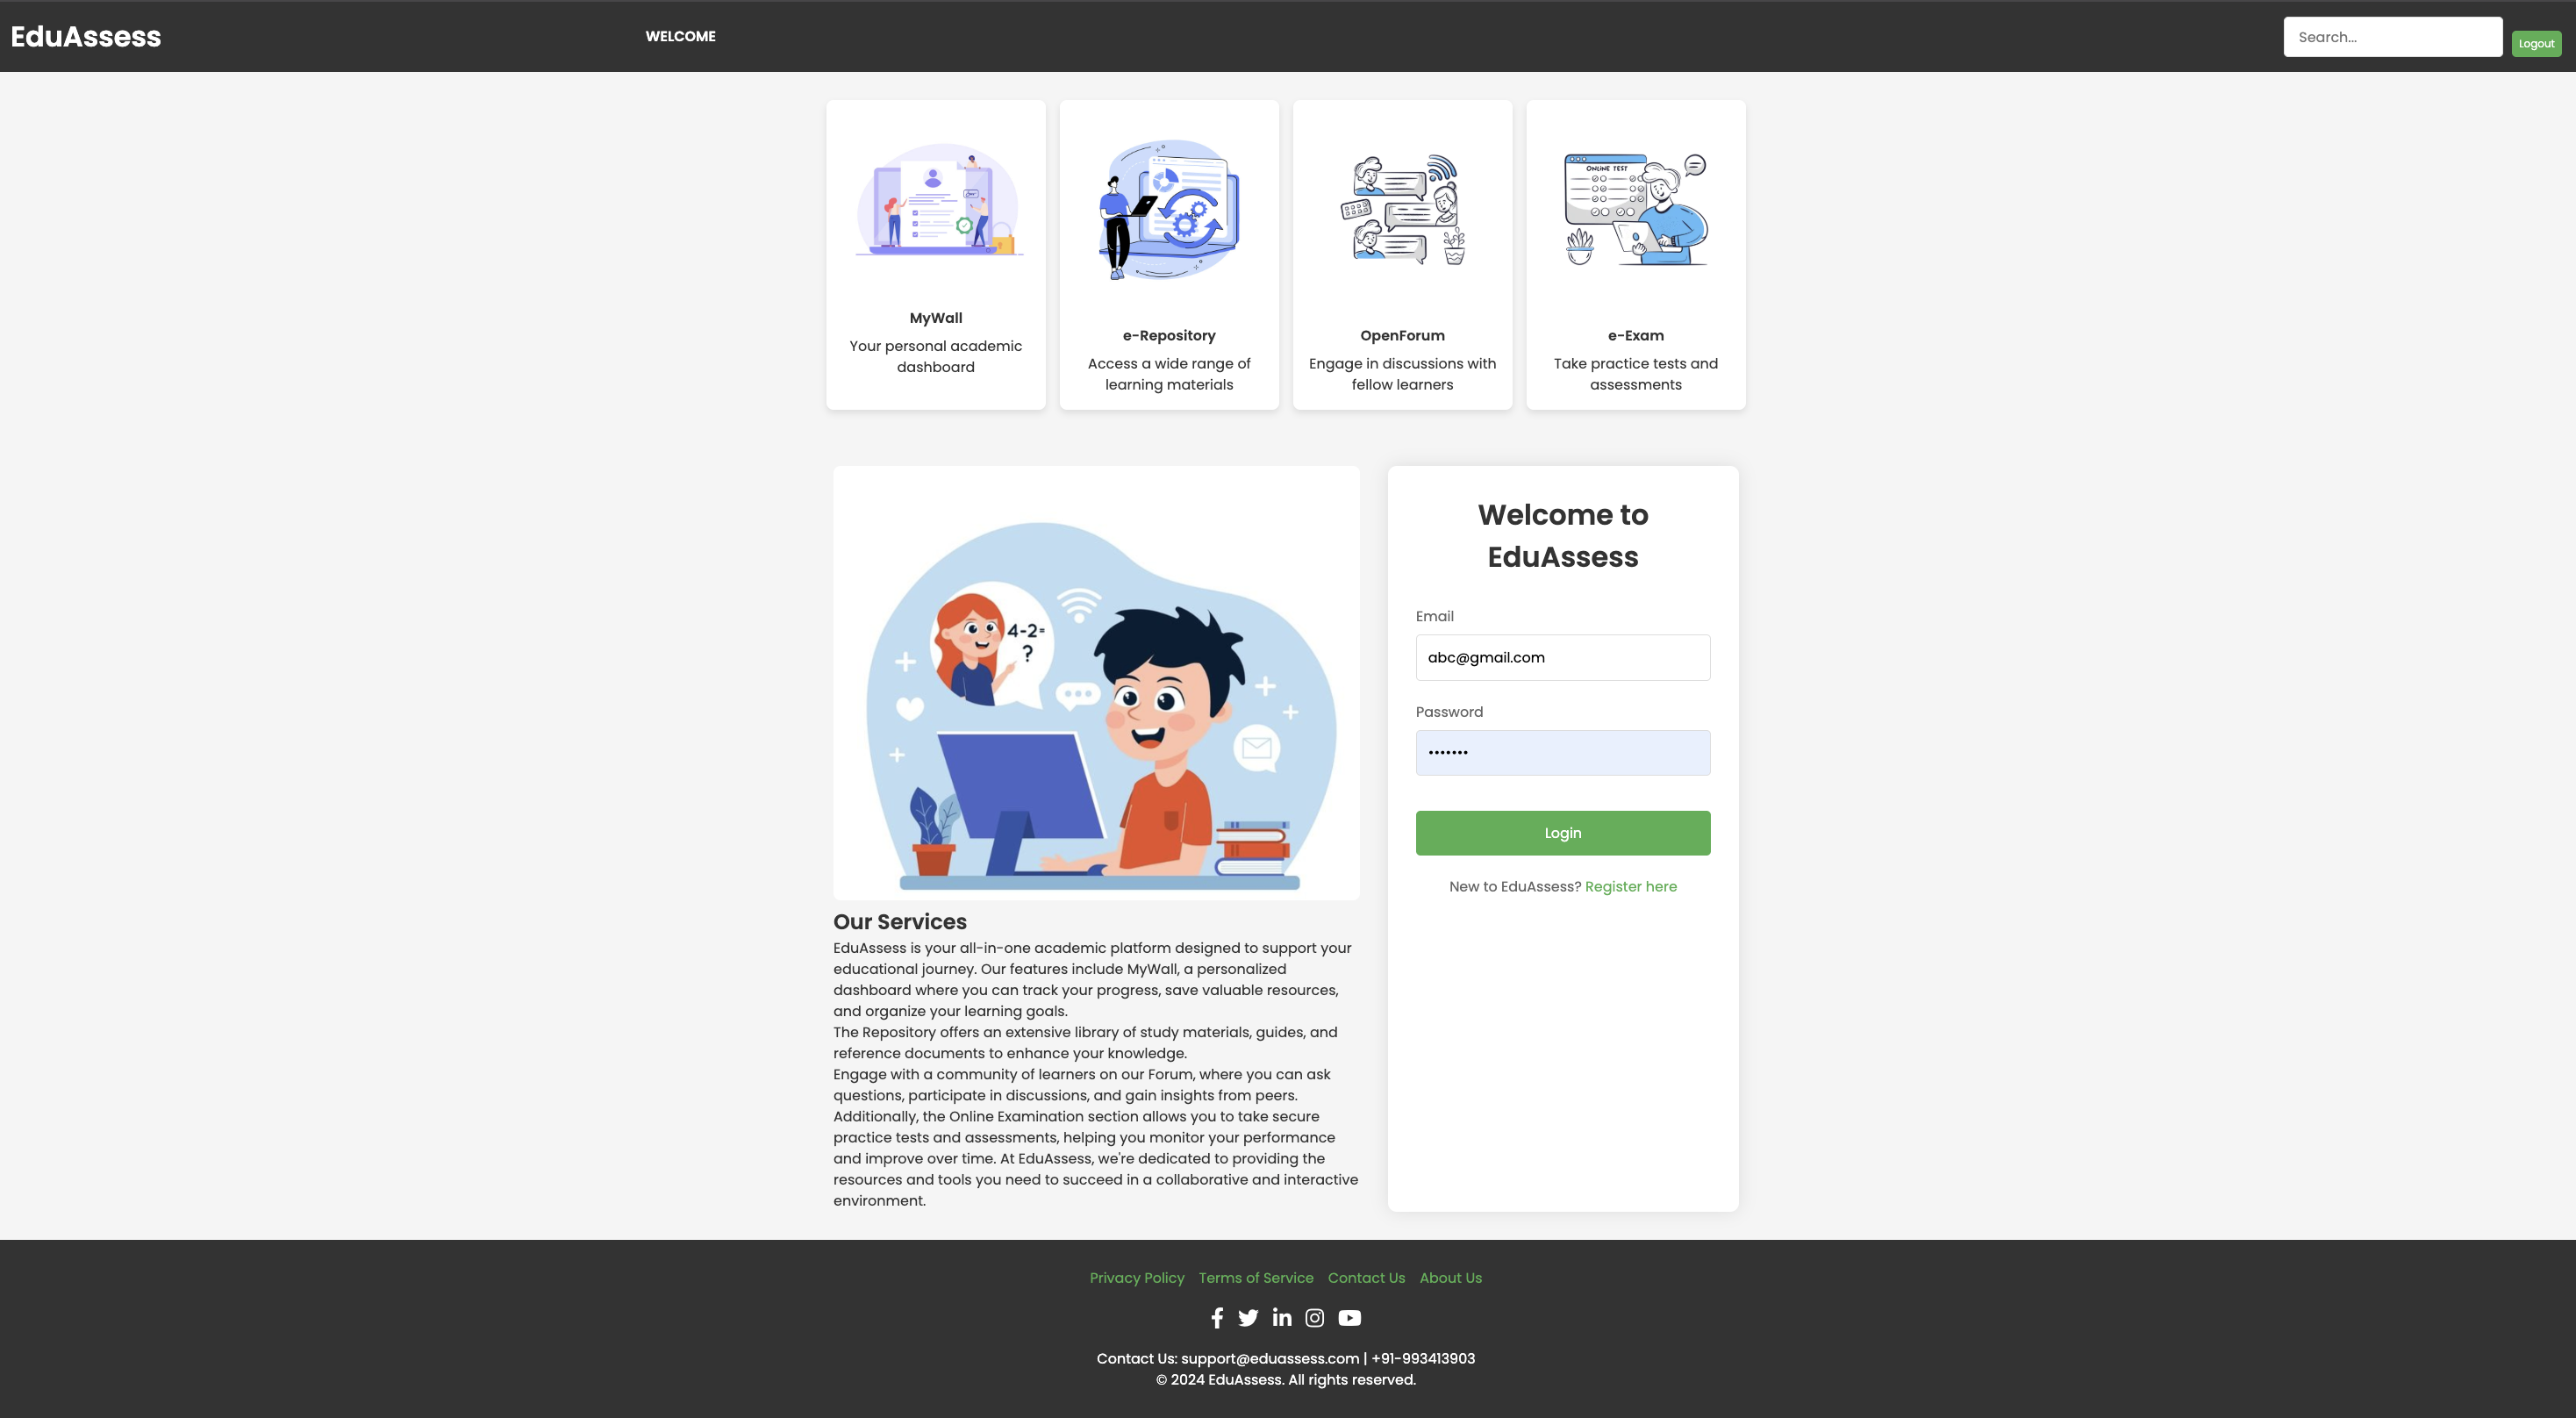 EduAssess
WELCOME
Search...
Logout
MyWall
Your personal academic
dashboard
e-Repository
Access a wide range of
learning materials
OpenForum
Engage in discussions with
fellow learners
ONLINE TEST
e-Exam
Take practice tests and
assessments
4-2=
?
Our Services
EduAssess is your all-in-one academic platform designed to support your
educational journey. Our features include MyWall, a personalized
dashboard where you can track your progress, save valuable resources,
and organize your learning goals.
The Repository offers an extensive library of study materials, guides, and
reference documents to enhance your knowledge.
Engage with a community of learners on our Forum, where you can ask
questions, participate in discussions, and gain insights from peers.
Additionally, the Online Examination section allows you to take secure
practice tests and assessments, helping you monitor your performance
and improve over time. At EduAssess, we're dedicated to providing the
resources and tools you need to succeed in a collaborative and interactive
environment.
Welcome to
EduAssess
Email
abc@gmail.com
Password
•••••••
Login
New to EduAssess? Register here
Privacy Policy Terms of Service Contact Us About Us
Contact Us: support@eduassess.com | +91-993413903
© 2024 EduAssess. All rights reserved.